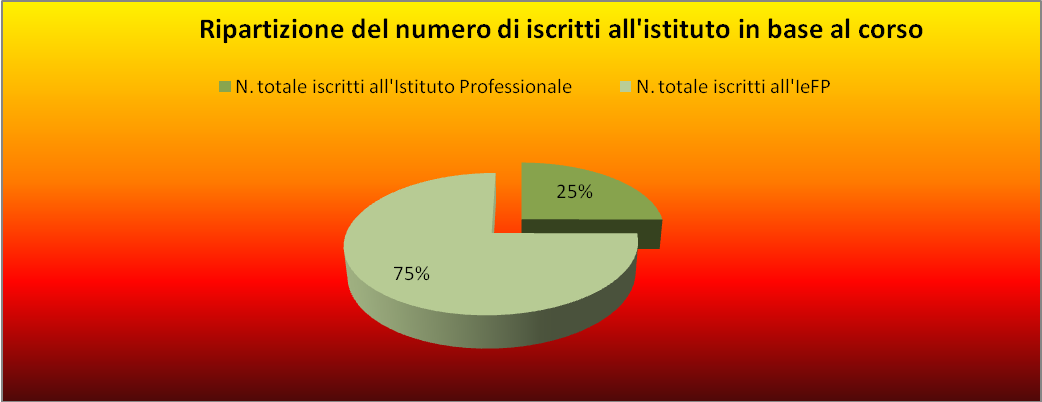 Ripartizione del numero di iscritti all'istituto in base al corso
N. totale iscritti all'Istituto Professionale N. totale iscritti all'IeFP
25%
75%